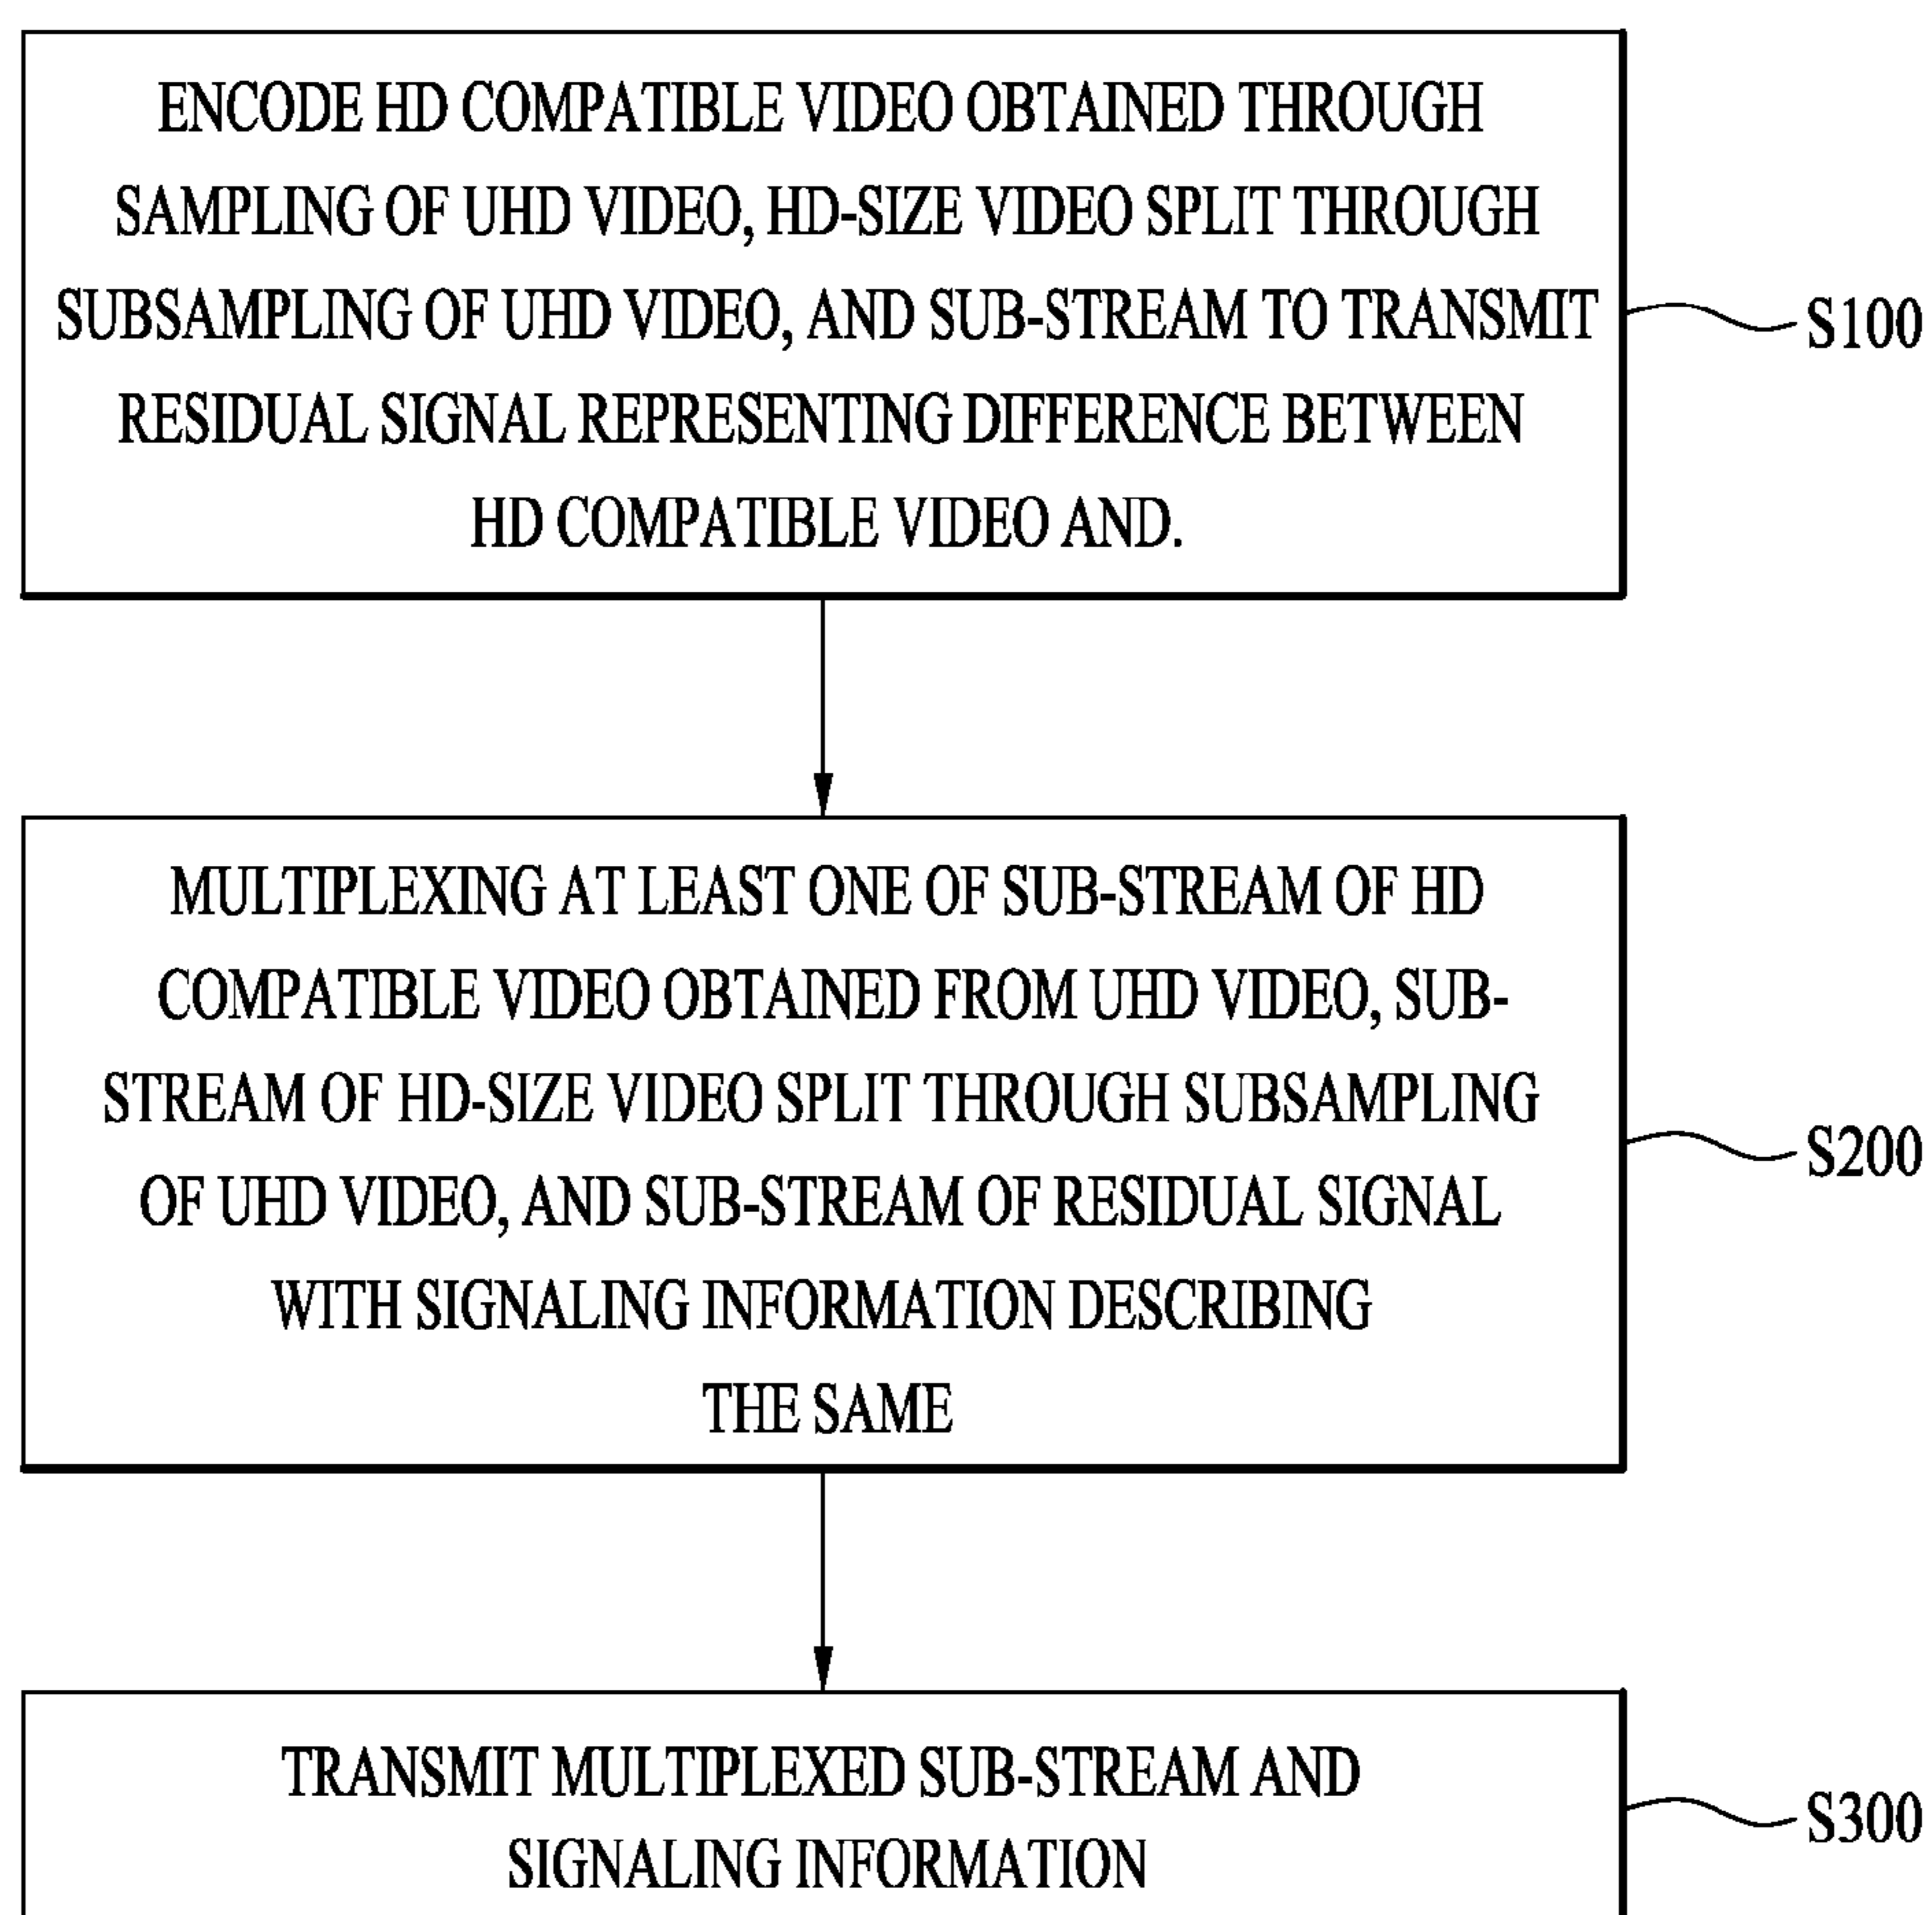 ENCODE HD COMPATIBLE VIDEO OBTAINED THROUGH
SAMPLING OF UHD VIDEO, HD-SIZE VIDEO SPLIT THROUGH
SUBSAMPLING OF UHD VIDEO, AND SUB-STREAM TO TRANSMIT
RESIDUAL SIGNAL REPRESENTING DIFFERENCE BETWEEN
HD COMPATIBLE VIDEO AND.
S100
MULTIPLEXING AT LEAST ONE OF SUB-STREAM OF HD
COMPATIBLE VIDEO OBTAINED FROM UHD VIDEO, SUB-
STREAM OF HD-SIZE VIDEO SPLIT THROUGH SUBSAMPLING
OF UHD VIDEO, AND SUB-STREAM OF RESIDUAL SIGNAL
WITH SIGNALING INFORMATION DESCRIBING
THE SAME
S200
TRANSMIT MULTIPLEXED SUB-STREAM AND
SIGNALING INFORMATION
S300